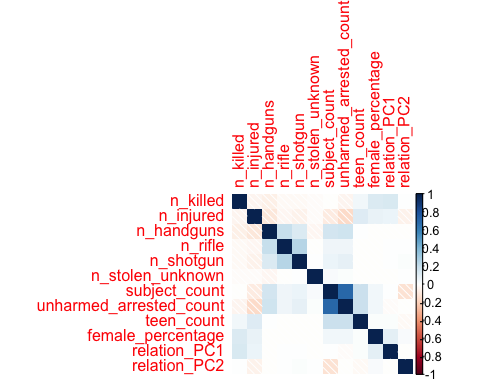 n_killed
n_injured
n_handguns
n_rifle
n_shotgun
n_stolen_unknown
subject_count
unharmed_arrested_count
teen_count
female_percentage
relation_PC1
relation_PC2
n_killed
n_injured
n_handguns
n_rifle
n_shotgun
n_stolen_unknown
subject_count
unharmed_arrested_count
teen_count
female_percentage
relation_PC1
relation_PC2
1
0.8
0.6
0.4
0.2
0
-0.2
-0.4
-0.6
-0.8
-1